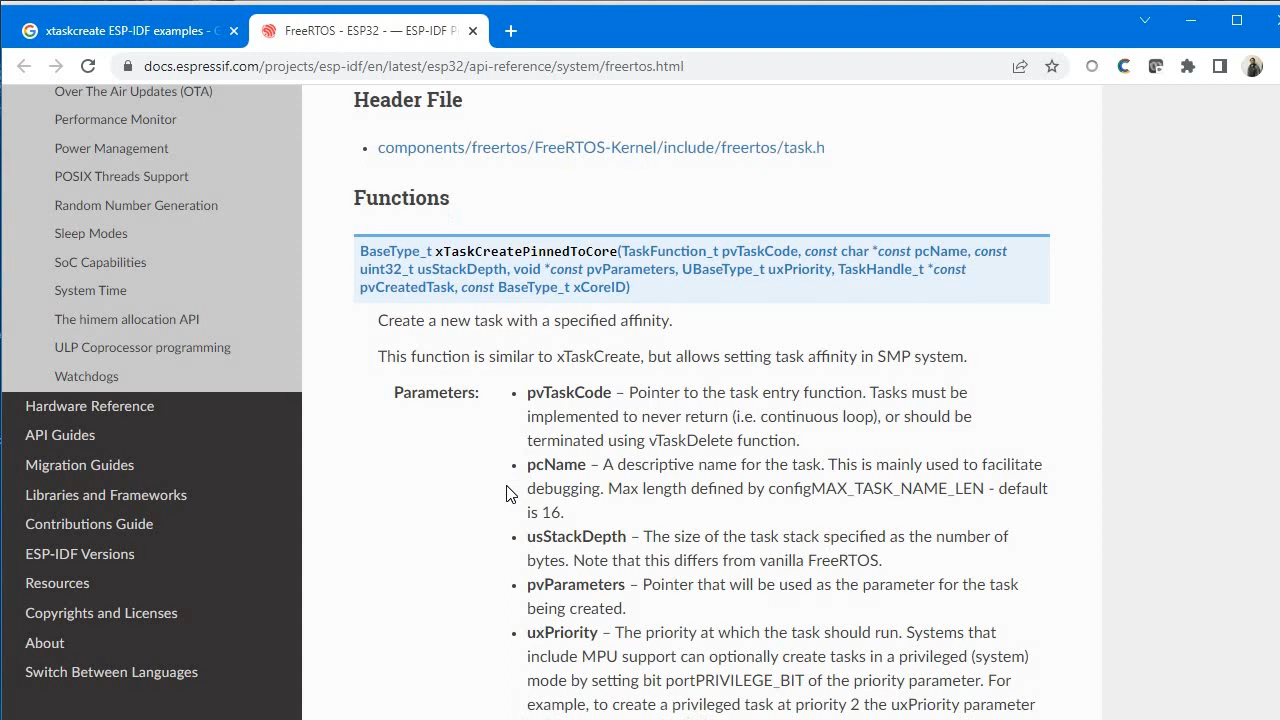 xtaskcreate ESP-IDF examples -
FreeRTOS - ESP32 - — ESP-IDF P
docs.espressif.com/projects/esp-idf/en/latest/esp32/api-reference/system/freertos.html
Over The Air Updates (OTA)
Performance Monitor
Power Management
POSIX Threads Support
Random Number Generation
Sleep Modes
SoC Capabilities
System Time
The himem allocation API
ULP Coprocessor programming
Watchdogs
Hardware Reference
API Guides
Migration Guides
Libraries and Frameworks
Contributions Guide
ESP-IDF Versions
Resources
Copyrights and Licenses
About
Switch Between Languages
Header File
• components/freertos/FreeRTOS-Kernel/include/freertos/task.h
Functions
BaseType_t xTaskCreatePinnedToCore(TaskFunction_t pvTaskCode, const char *const pcName, const
uint32_t usStackDepth, void *const pvParameters, UBaseType_t uxPriority, TaskHandle_t *const
pvCreatedTask, const BaseType_t xCoreID)
Create a new task with a specified affinity.
This function is similar to xTaskCreate, but allows setting task affinity in SMP system.
Parameters:
• pvTaskCode – Pointer to the task entry function. Tasks must be
implemented to never return (i.e. continuous loop), or should be
terminated using vTaskDelete function.
• pcName – A descriptive name for the task. This is mainly used to facilitate
debugging. Max length defined by configMAX_TASK_NAME_LEN - default
is 16.
• usStackDepth – The size of the task stack specified as the number of
bytes. Note that this differs from vanilla FreeRTOS.
• pvParameters – Pointer that will be used as the parameter for the task
being created.
• uxPriority – The priority at which the task should run. Systems that
include MPU support can optionally create tasks in a privileged (system)
mode by setting bit portPRIVILEGE_BIT of the priority parameter. For
example, to create a privileged task at priority 2 the uxPriority parameter